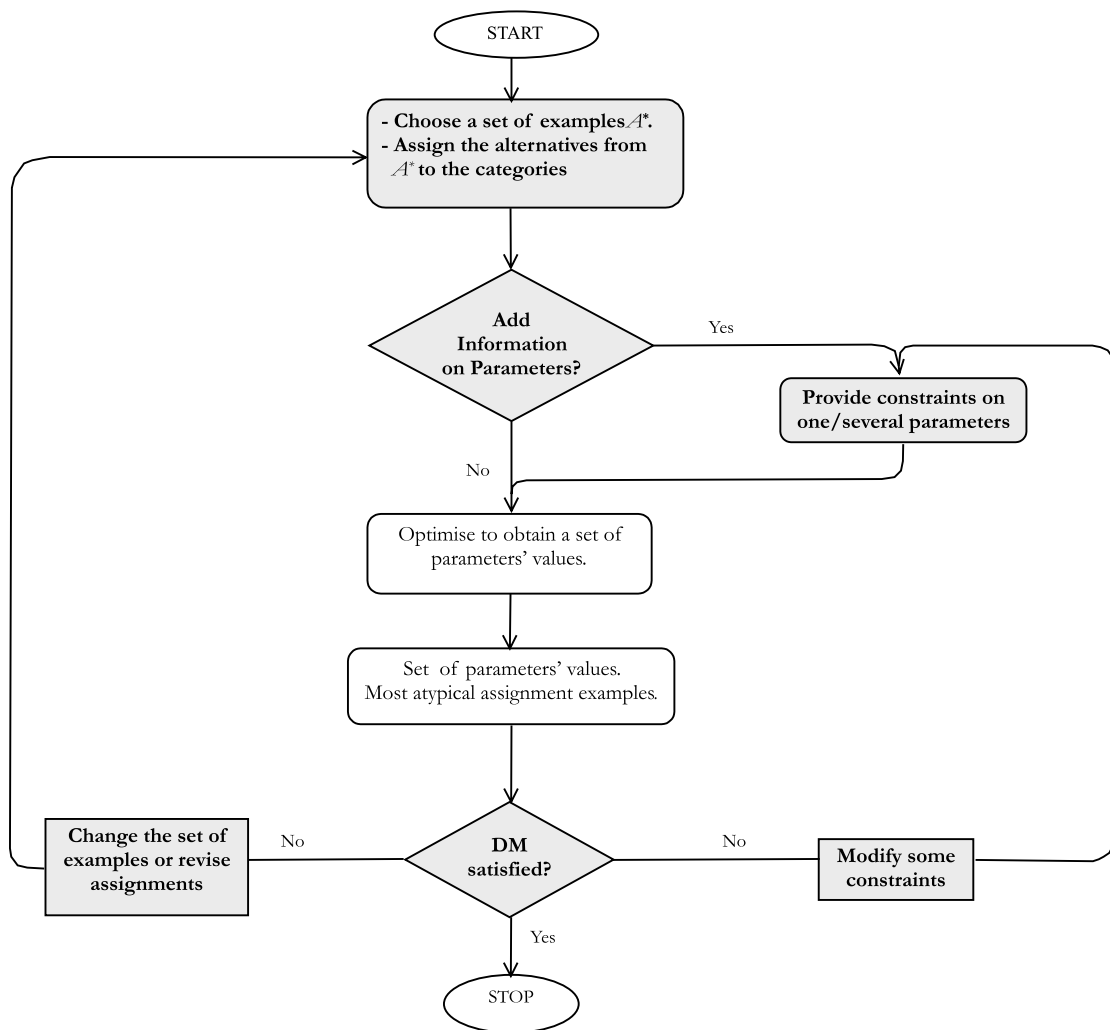 START
- Choose a set of examples A*.
- Assign the alternatives from
A* to the categories
Add
Information
on Parameters?
Yes
Provide constraints on
one/several parameters
No
Optimise to obtain a set of
parameters’ values.
Set of parameters’ values.
Most atypical assignment examples.
Change the set of
examples or revise
assignments
No
DM
satisfied?
No
Modify some
constraints
Yes
STOP